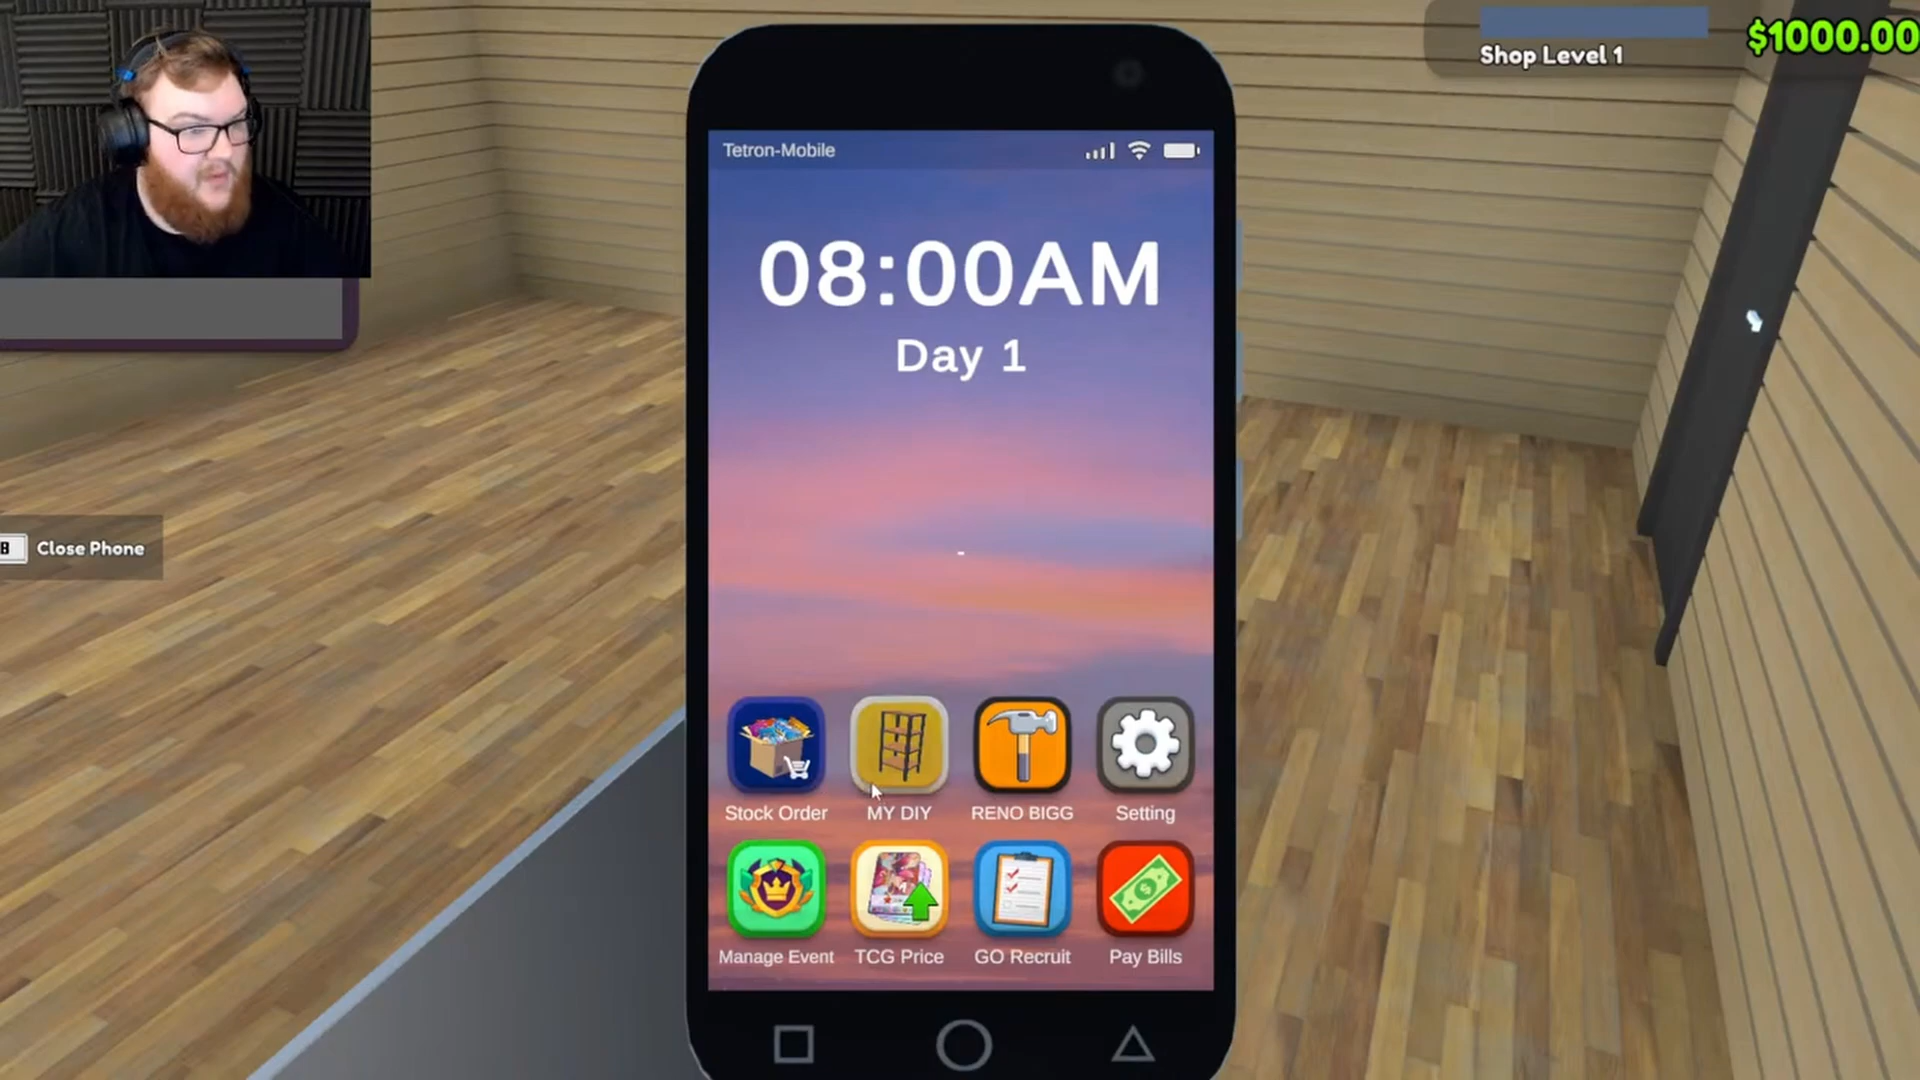 Shop Level 1
$1000.00
Tetron-Mobile
08:00AM
Day 1
B Close Phone
Stock Order
MY DIY
RENO BIGG
Setting
Manage Event
TCG Price
GO Recruit
Pay Bills